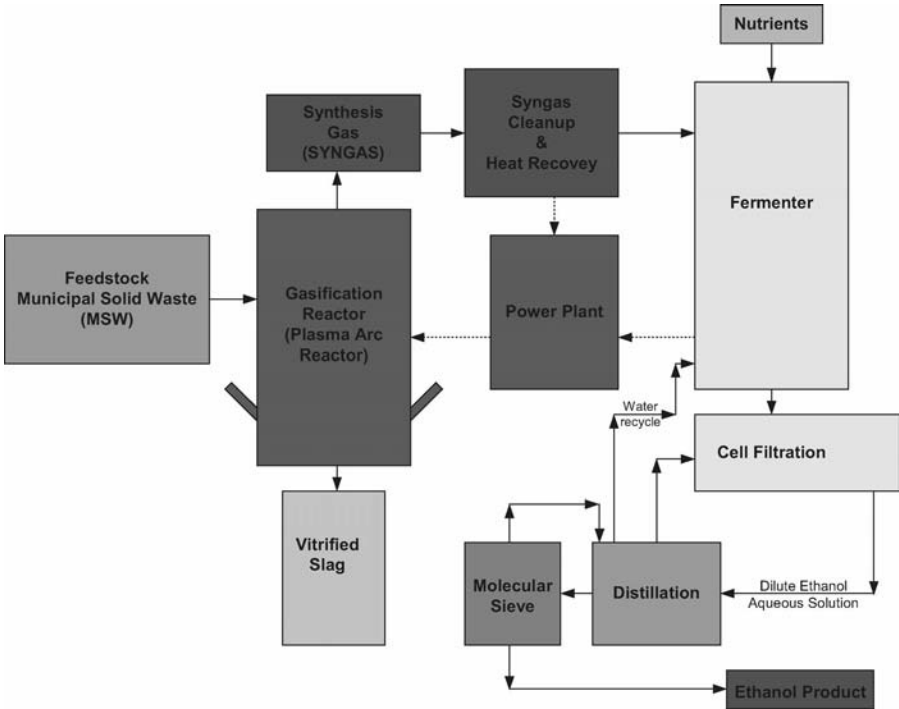 Nutrients
Synthesis
Gas
(SYNGAS)
Syngas
Cleanup
&
Heat Recovey
Fermenter
Feedstock
Municipal Solid Waste
(MSW)
Gasification
Reactor
(Plasma Arc
Reactor)
Power Plant
Water
recycle
Cell Filtration
Vitrified
Slag
Molecular
Sieve
Distillation
Dilute Ethanol
Aqueous Solution
Ethanol Product